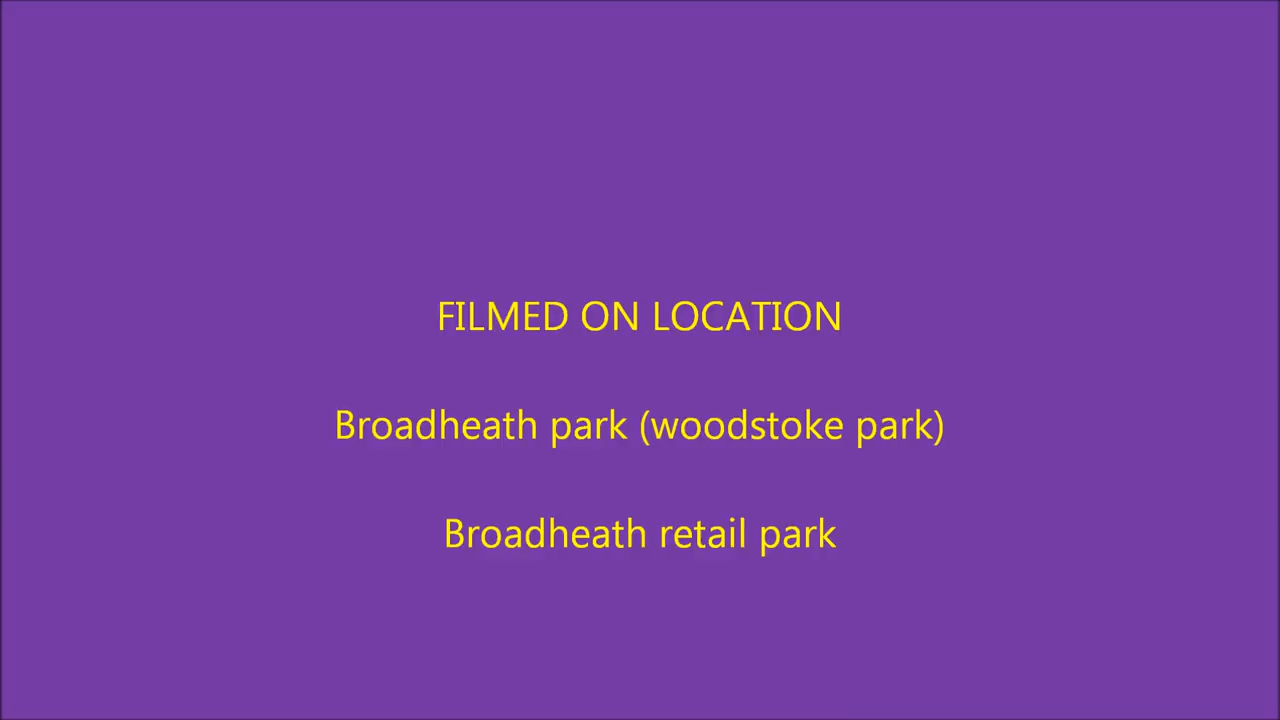 FILMED ON LOCATION
Broadheath park (woodstoke park)
Broadheath retail park